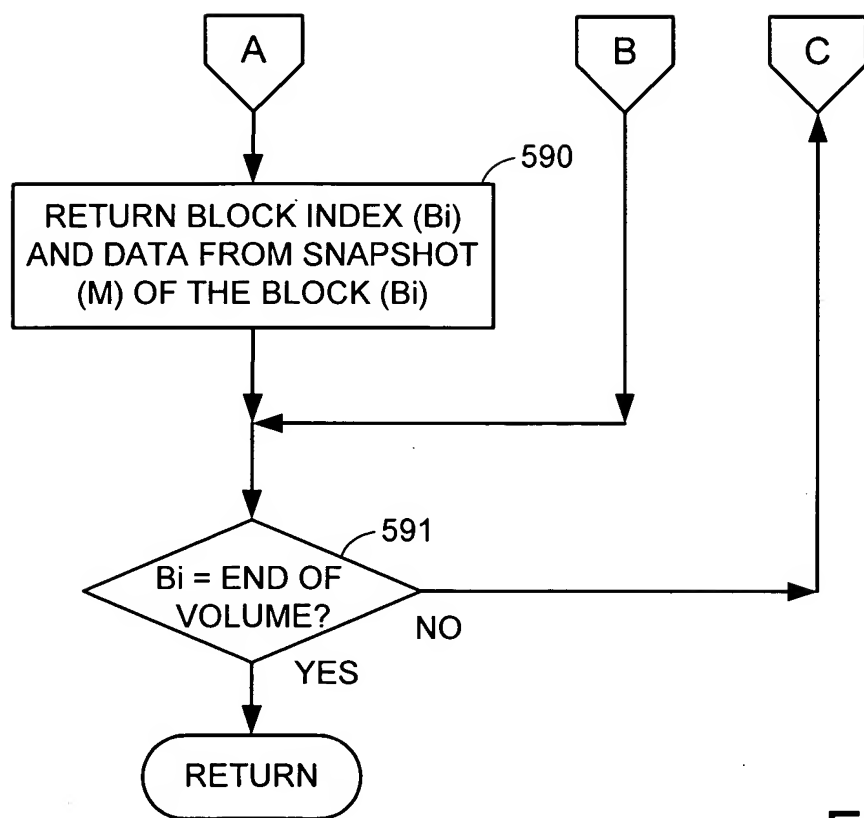 A
B
C
590
RETURN BLOCK INDEX (Bi)
AND DATA FROM SNAPSHOT
(M) OF THE BLOCK (Bi)
591
Bi = END OF
VOLUME?
NO
YES
RETURN